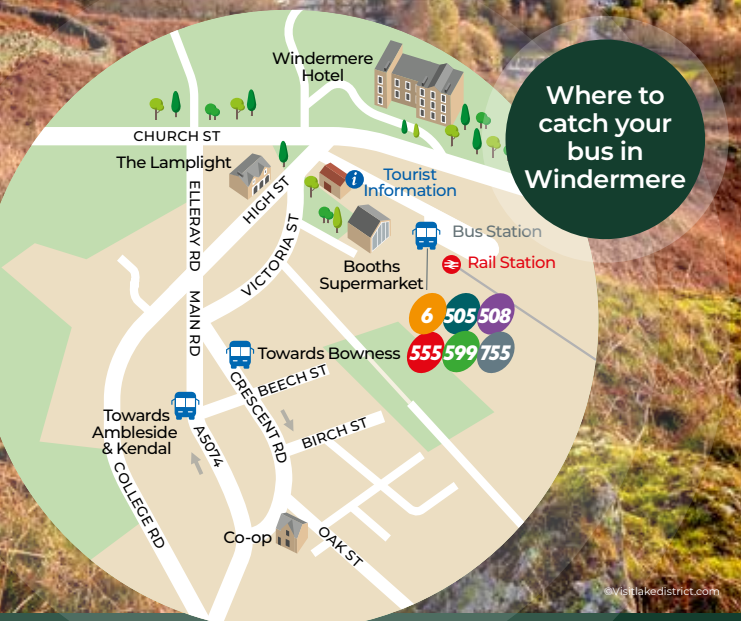 Where to
catch your
bus in
Windermere
Windermere
Hotel
CHURCH ST
The Lamplight
Tourist
Information
ELLERAY RD
HIGH ST
VICTORIA ST
Bus Station
Rail Station
Booths
Supermarket
6 505 508
555 599 755
MAIN RD
Towards Bowness
BEECH ST
CRESCENT RD
Towards
Ambleside
& Kendal
A5074
BIRCH ST
COLLEGE RD
Co-op
OAK ST
©Visitlakedistrict.com